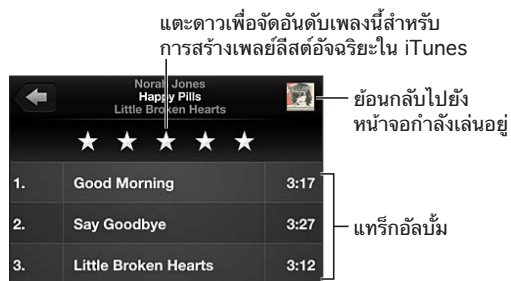 แตะดาวเพื่อจัดอันดับเพลงนี้สำหรับ
การสร้างเพลย์ลีสต์อัจฉริยะใน iTunes
Norah Jones
Happy Pills
Little Broken Hearts
ย้อนกลับไปยัง
หน้าจอกำลังเล่นอยู่
1. Good Morning 3:17
2. Say Goodbye 3:27
3. Little Broken Hearts 3:12
แทร็กอัลบั้ม